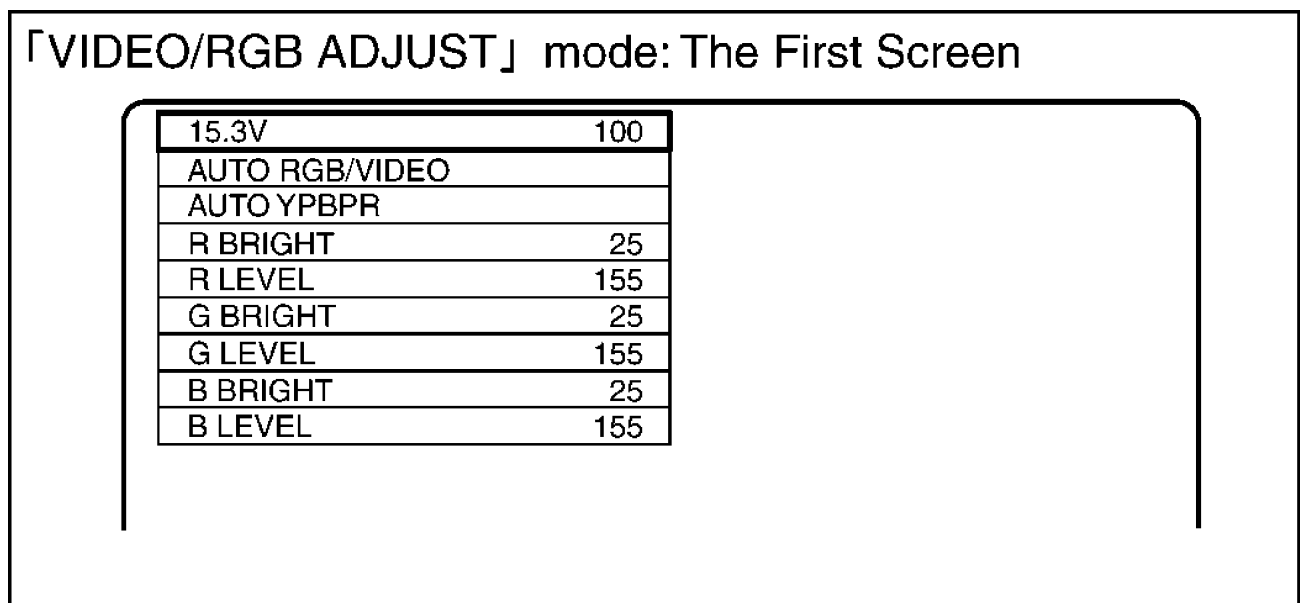 「VIDEO/RGB ADJUST」 mode: The First Screen
15.3V 100
AUTO RGB/VIDEO
AUTO YPBPR
R BRIGHT 25
R LEVEL 155
G BRIGHT 25
G LEVEL 155
B BRIGHT 25
B LEVEL 155